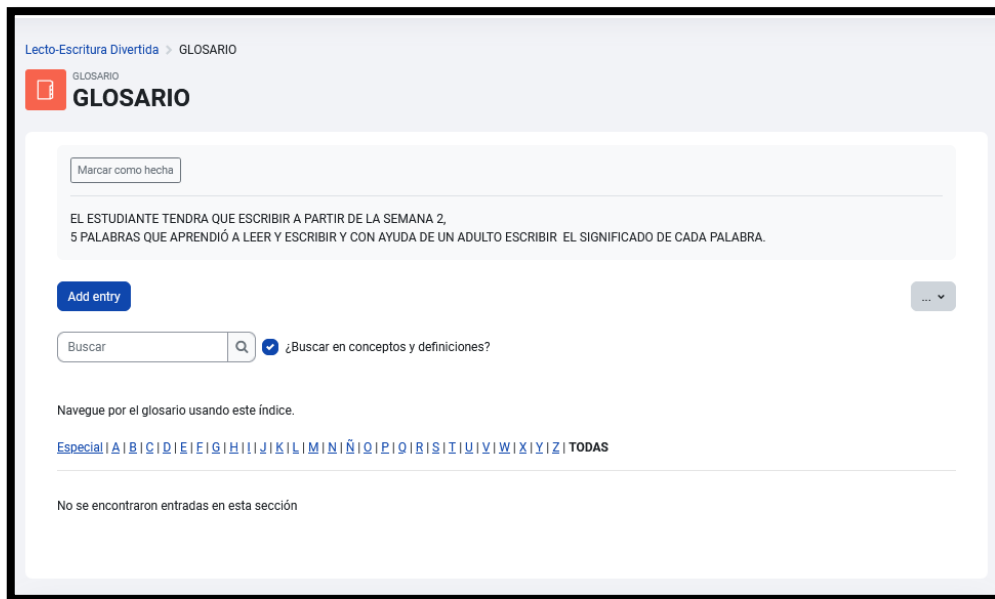 Lecto-Escritura Divertida > GLOSARIO
GLOSARIO
GLOSARIO
Marcar como hecha
EL ESTUDIANTE TENDRA QUE ESCRIBIR A PARTIR DE LA SEMANA 2,
5 PALABRAS QUE APRENDIÓ A LEER Y ESCRIBIR Y CON AYUDA DE UN ADULTO ESCRIBIR EL SIGNIFICADO DE CADA PALABRA.
Add entry
...
Buscar
¿Buscar en conceptos y definiciones?
Navegue por el glosario usando este índice.
Especial | A | B | C | D | E | F | G | H | I | J | K | L | M | N | Ñ | O | P | Q | R | S | T | U | V | W | X | Y | Z | TODAS
No se encontraron entradas en esta sección